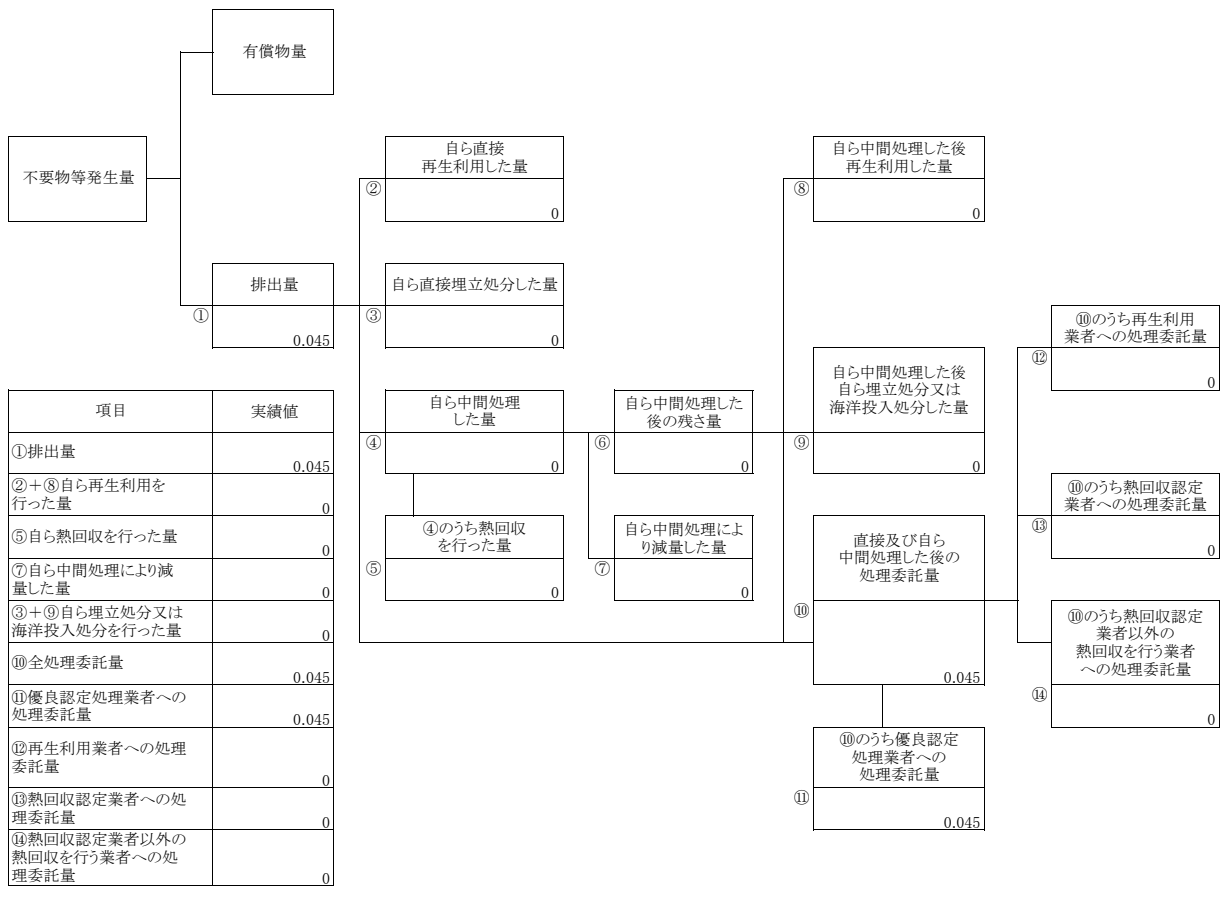 有償物量
不要物等発生量
排出量
①
0.045
自ら直接
再生利用した量
②
0
自ら直接埋立処分した量
③
0
自ら中間処理
した量
④
0
④のうち熱回収
を行った量
⑤
0
自ら中間処理した
後の残さ量
⑥
0
自ら中間処理によ
り減量した量
⑦
0
自ら中間処理した後
再生利用した量
⑧
0
自ら中間処理した後
自ら埋立処分又は
海洋投入処分した量
⑨
0
直接及び自ら
中間処理した後の
処理委託量
⑩
0.045
⑩のうち優良認定
処理業者への
処理委託量
⑪
0.045
⑩のうち再生利用
業者への処理委託量
⑫
0
⑩のうち熱回収認定
業者への処理委託量
⑬
0
⑩のうち熱回収認定
業者以外の
熱回収を行う業者
への処理委託量
⑭
0
項目 実績値
①排出量
0.045
②＋⑧自ら再生利用を
行った量
0
⑤自ら熱回収を行った量
0
⑦自ら中間処理により減
量した量
0
③＋⑨自ら埋立処分又は
海洋投入処分を行った量
0
⑩全処理委託量
0.045
⑪優良認定処理業者への
処理委託量
0.045
⑫再生利用業者への処理
委託量
0
⑬熱回収認定業者への処
理委託量
0
⑭熱回収認定業者以外の
熱回収を行う業者への処
理委託量
0